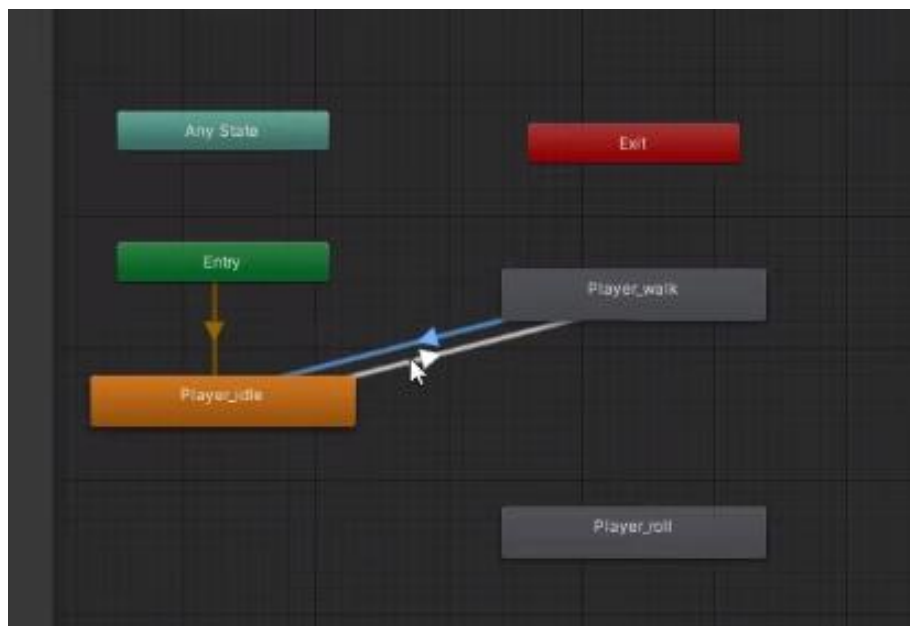 Any State
Exit
Entry
Player_walk
Player_idle
Player_roll